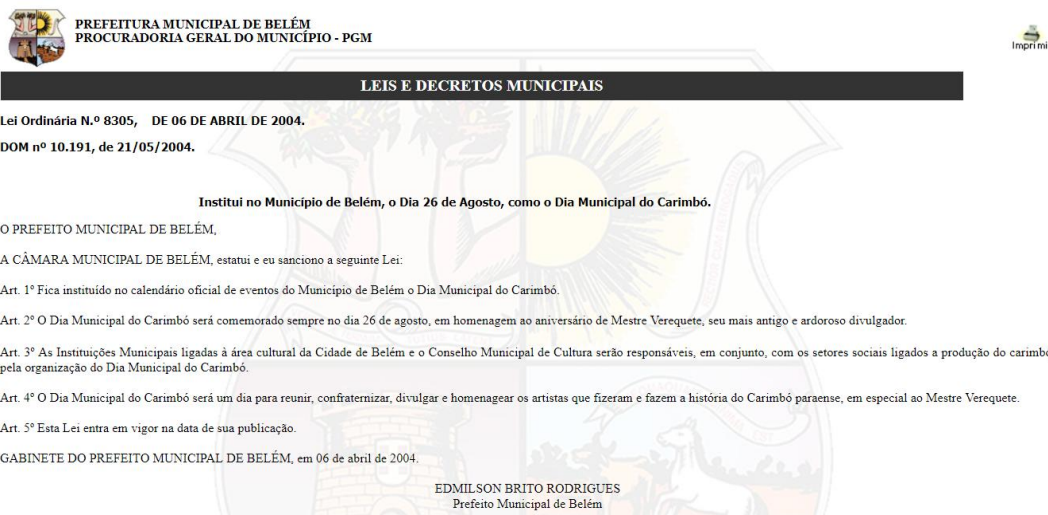 PREFEITURA MUNICIPAL DE BELÉM
PROCURADORIA GERAL DO MUNICÍPIO - PGM
LEIS E DECRETOS MUNICIPAIS
Lei Ordinária N.º 8305, DE 06 DE ABRIL DE 2004.
DOM nº 10.191, de 21/05/2004.
Institui no Município de Belém, o Dia 26 de Agosto, como o Dia Municipal do Carimbó.
O PREFEITO MUNICIPAL DE BELÉM,
A CÂMARA MUNICIPAL DE BELÉM, estatui e eu sanciono a seguinte Lei:
Art. 1º Fica instituído no calendário oficial de eventos do Município de Belém o Dia Municipal do Carimbó.
Art. 2º O Dia Municipal do Carimbó será comemorado sempre no dia 26 de agosto, em homenagem ao aniversário de Mestre Verequete, seu mais antigo e ardoroso divulgador.
Art. 3º As Instituições Municipais ligadas à área cultural da Cidade de Belém e o Conselho Municipal de Cultura serão responsáveis, em conjunto, com os setores sociais ligados a produção do carimbó
pela organização do Dia Municipal do Carimbó.
Art. 4º O Dia Municipal do Carimbó será um dia para reunir, confraternizar, divulgar e homenagear os artistas que fizeram e fazem a história do Carimbó paraense, em especial ao Mestre Verequete.
Art. 5º Esta Lei entra em vigor na data de sua publicação.
GABINETE DO PREFEITO MUNICIPAL DE BELÉM, em 06 de abril de 2004.
EDMILSON BRITO RODRIGUES
Prefeito Municipal de Belém